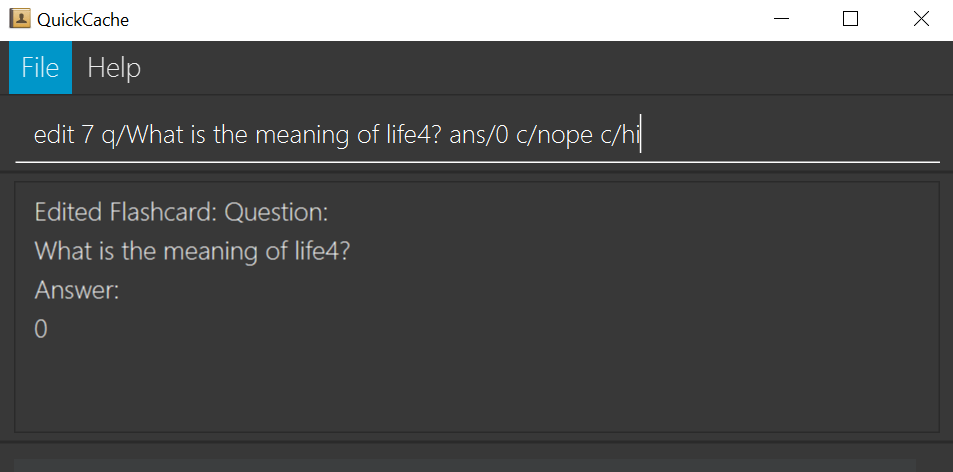 QuickCache
File Help
edit 7 q/What is the meaning of life4? ans/0 c/nope c/hi
Edited Flashcard: Question:
What is the meaning of life4?
Answer:
0